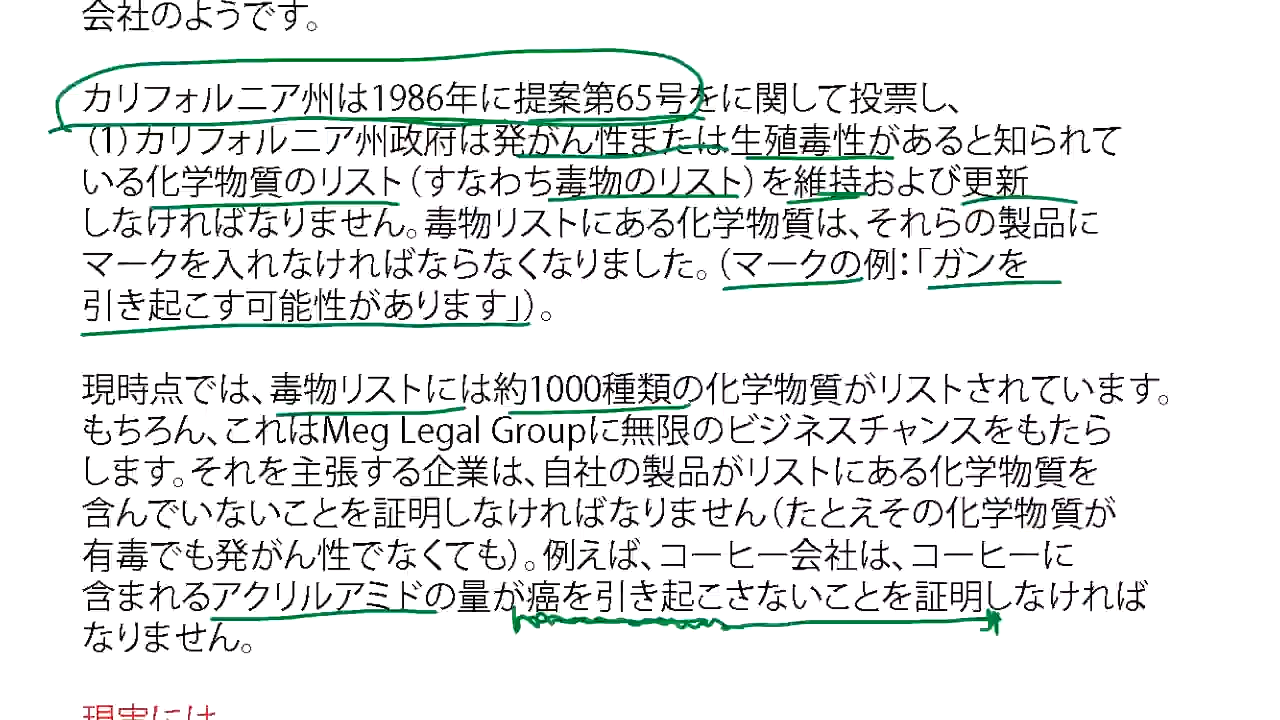 会社のようです。
カリフォルニア州は1986年に提案第65号をに関して投票し、
（1）カリフォルニア州政府は発がん性または生殖毒性があると知られて
いる化学物質のリスト（すなわち毒物のリスト）を維持および更新
しなければなりません。毒物リストにある化学物質は、それらの製品に
マークを入れなければならなくなりました。（マークの例：「ガンを
引き起こす可能性があります」）。
現時点では、毒物リストには約1000種類の化学物質がリストされています。
もちろん、これはMeg Legal Groupに無限のビジネスチャンスをもたら
します。それを主張する企業は、自社の製品がリストにある化学物質を
含んでいないことを証明しなければなりません（たとえその化学物質が
有毒でも発がん性でなくても）。例えば、コーヒー会社は、コーヒーに
含まれるアクリルアミドの量が癌を引き起こさないことを証明しなければ
なりません。
現実には